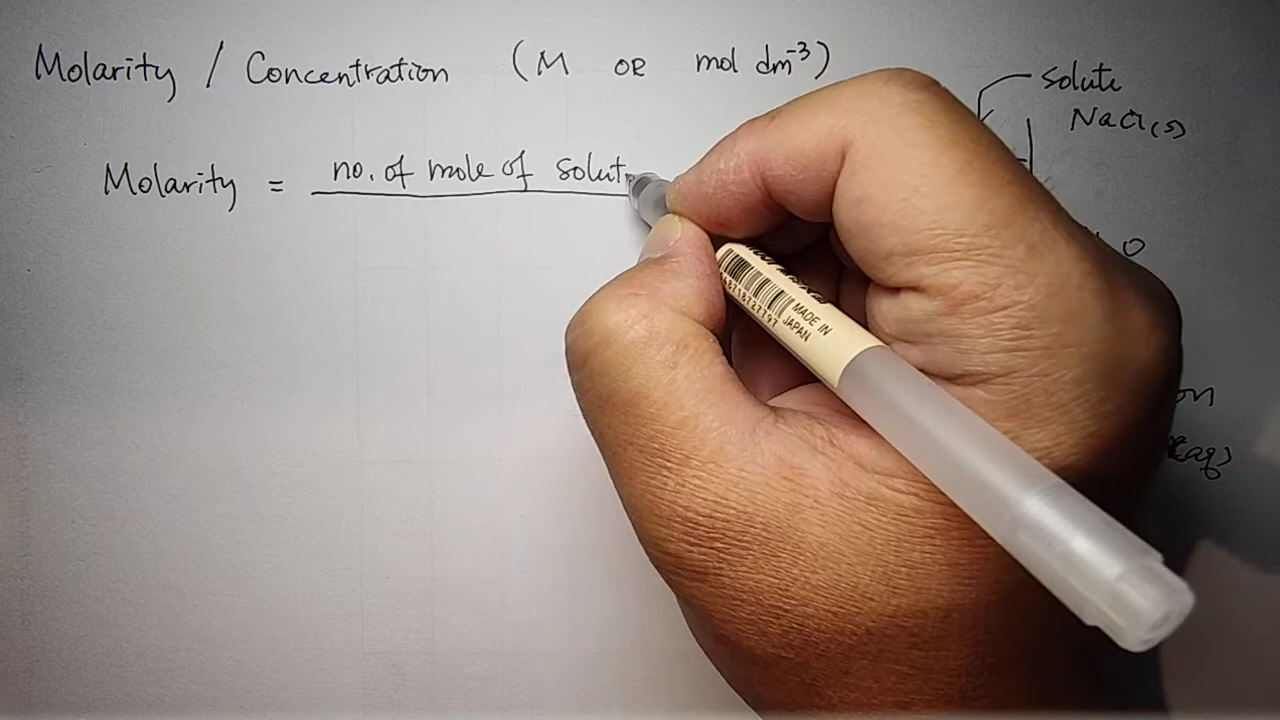 Molarity / Concentration (M OR mol dm⁻³)
solute
NaCl(s)
Molarity = no. of mole of solut
MADE IN
JAPAN